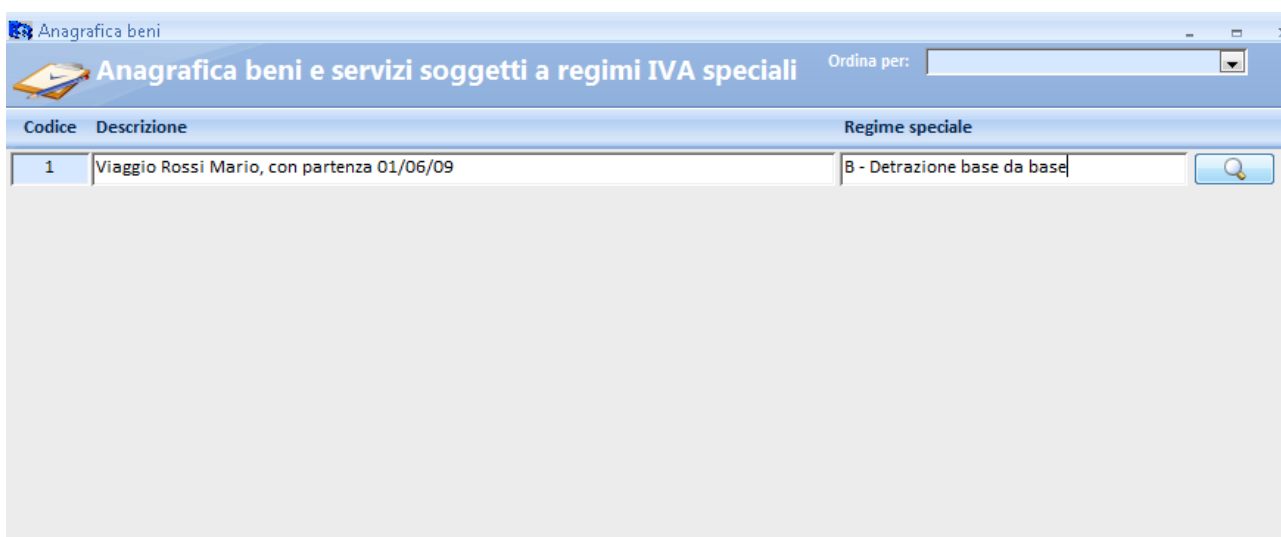 Anagrafica beni
Anagrafica beni e servizi soggetti a regimi IVA speciali
Ordina per:
Codice Descrizione Regime speciale
1 Viaggio Rossi Mario, con partenza 01/06/09 B - Detrazione base da base